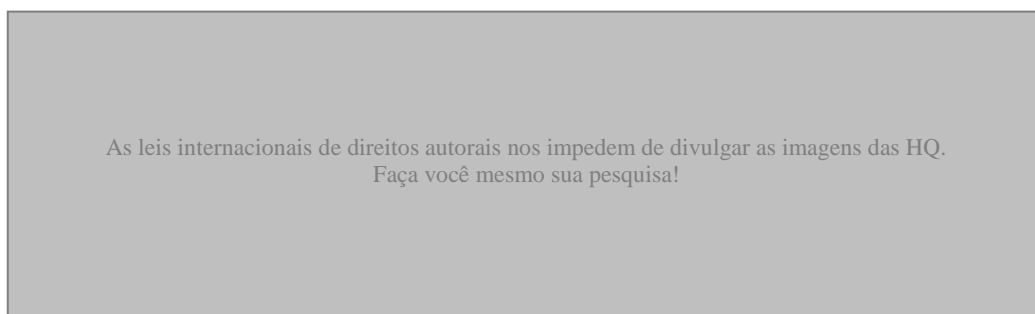 As leis internacionais de direitos autorais nos impedem de divulgar as imagens das HQ.
Faça você mesmo sua pesquisa!